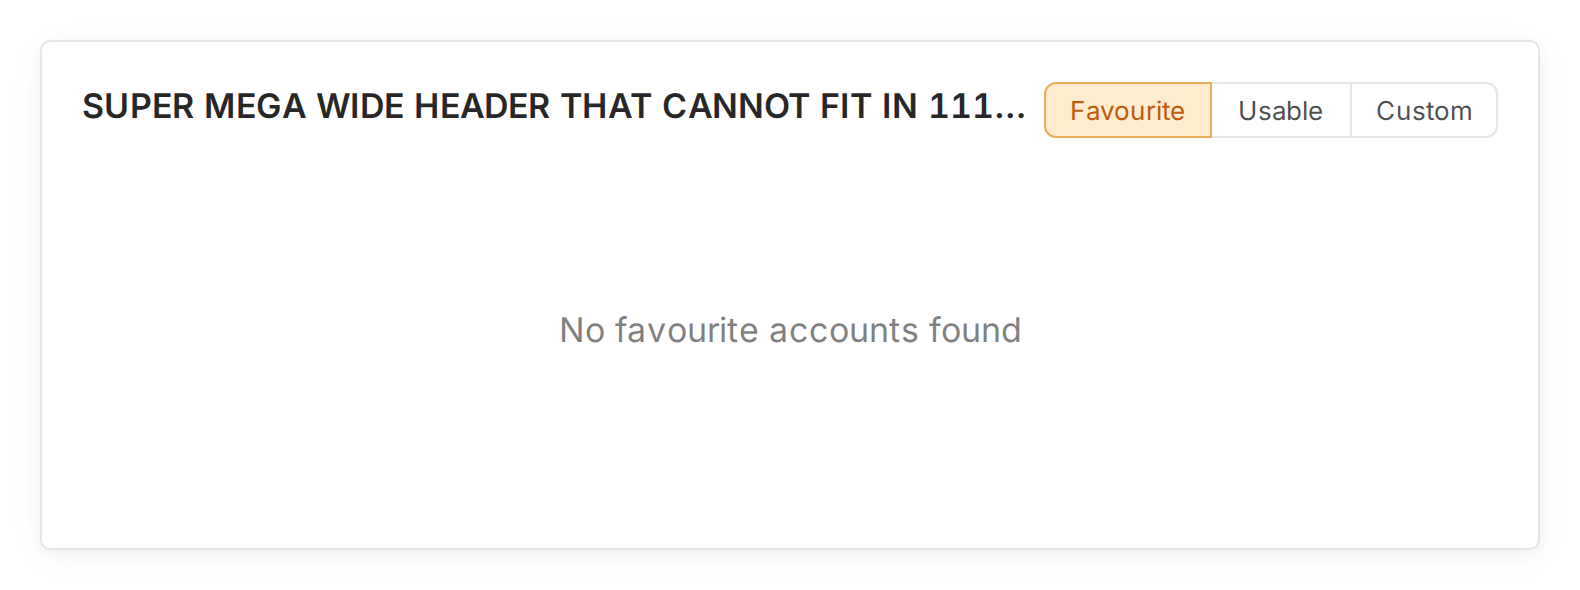 SUPER MEGA WIDE HEADER THAT CANNOT FIT IN 111...
Favourite Usable Custom
No favourite accounts found